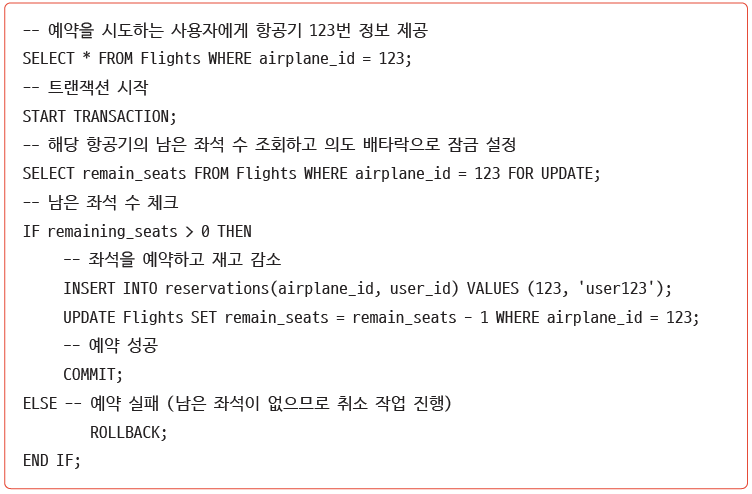 -- 예약을 시도하는 사용자에게 항공기 123번 정보 제공
SELECT * FROM Flights WHERE airplane_id = 123;
-- 트랜잭션 시작
START TRANSACTION;
-- 해당 항공기의 남은 좌석 수 조회하고 의도 배타락으로 잠금 설정
SELECT remain_seats FROM Flights WHERE airplane_id = 123 FOR UPDATE;
-- 남은 좌석 수 체크
IF remaining_seats > 0 THEN
-- 좌석을 예약하고 재고 감소
INSERT INTO reservations(airplane_id, user_id) VALUES (123, 'user123');
UPDATE Flights SET remain_seats = remain_seats - 1 WHERE airplane_id = 123;
-- 예약 성공
COMMIT;
ELSE -- 예약 실패 (남은 좌석이 없으므로 취소 작업 진행)
ROLLBACK;
END IF;